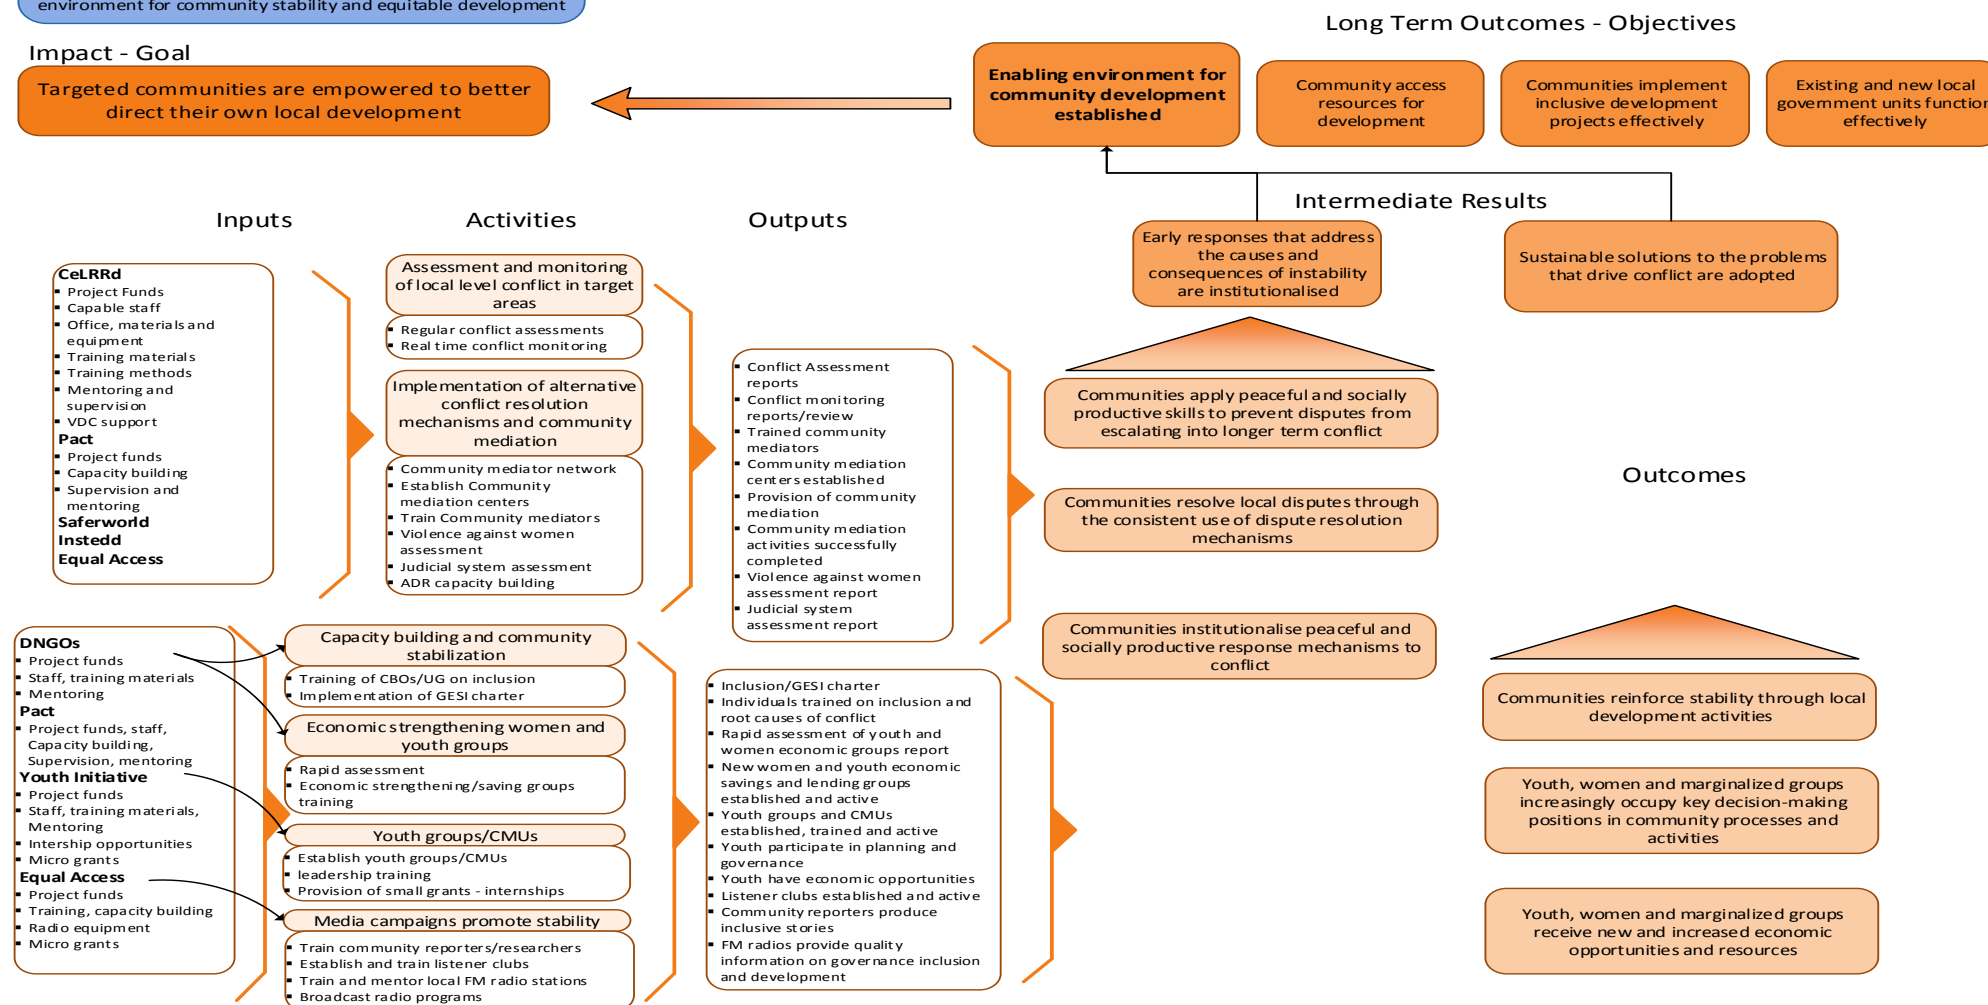 environment for community stability and equitable development
Long Term Outcomes - Objectives
Impact - Goal
Targeted communities are empowered to better
direct their own local development
Enabling environment for
community development
established
Community access
resources for
development
Communities implement
inclusive development
projects effectively
Existing and new local
government units function
effectively
Intermediate Results
Early responses that address
the causes and
consequences of instability
are institutionalised
Sustainable solutions to the problems
that drive conflict are adopted
Inputs
Activities
Outputs
CeLRRd
▪ Project Funds
▪ Capable staff
▪ Office, materials and
equipment
▪ Training materials
▪ Training methods
▪ Mentoring and
supervision
▪ VDC support
Pact
▪ Project funds
▪ Capacity building
▪ Supervision and
mentoring
Saferworld
Instedd
Equal Access
Assessment and monitoring
of local level conflict in target
areas
▪ Regular conflict assessments
▪ Real time conflict monitoring
Implementation of alternative
conflict resolution
mechanisms and community
mediation
▪ Community mediator network
▪ Establish Community
mediation centers
▪ Train Community mediators
▪ Violence against women
assessment
▪ Judicial system assessment
▪ ADR capacity building
▪ Conflict Assessment
reports
▪ Conflict monitoring
reports/review
▪ Trained community
mediators
▪ Community mediation
centers established
▪ Provision of community
mediation
▪ Community mediation
activities successfully
completed
▪ Violence against women
assessment report
▪ Judicial system
assessment report
Communities apply peaceful and socially
productive skills to prevent disputes from
escalating into longer term conflict
Communities resolve local disputes through
the consistent use of dispute resolution
mechanisms
Communities institutionalise peaceful and
socially productive response mechanisms to
conflict
Outcomes
DNGOs
▪ Project funds
▪ Staff, training materials
▪ Mentoring
Pact
▪ Project funds, staff,
Capacity building,
Supervision, mentoring
Youth Initiative
▪ Project funds
▪ Staff, training materials,
Mentoring
▪ Intership opportunities
▪ Micro grants
Equal Access
▪ Project funds
▪ Training, capacity building
▪ Radio equipment
▪ Micro grants
Capacity building and community
stabilization
▪ Training of CBOs/UG on inclusion
▪ Implementation of GESI charter
Economic strengthening women and
youth groups
▪ Rapid assessment
▪ Economic strengthening/saving groups
training
Youth groups/CMUs
▪ Establish youth groups/CMUs
▪ leadership training
▪ Provision of small grants - internships
Media campaigns promote stability
▪ Train community reporters/researchers
▪ Establish and train listener clubs
▪ Train and mentor local FM radio stations
▪ Broadcast radio programs
▪ Inclusion/GESI charter
▪ Individuals trained on inclusion and
root causes of conflict
▪ Rapid assessment of youth and
women economic groups report
▪ New women and youth economic
savings and lending groups
established and active
▪ Youth groups and CMUs
established, trained and active
▪ Youth participate in planning and
governance
▪ Youth have economic opportunities
▪ Listener clubs established and active
▪ Community reporters produce
inclusive stories
▪ FM radios provide quality
information on governance inclusion
and development
Communities reinforce stability through local
development activities
Youth, women and marginalized groups
increasingly occupy key decision-making
positions in community processes and
activities
Youth, women and marginalized groups
receive new and increased economic
opportunities and resources